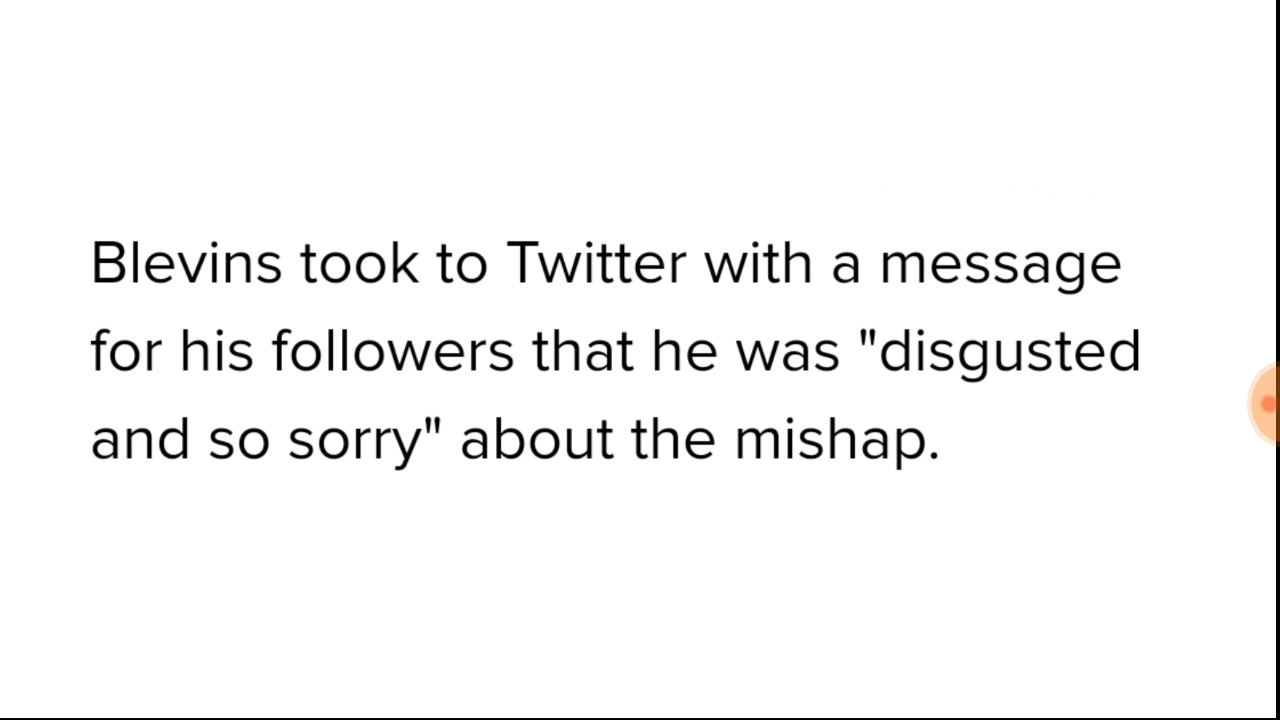 Blevins took to Twitter with a message
for his followers that he was "disgusted
and so sorry" about the mishap.